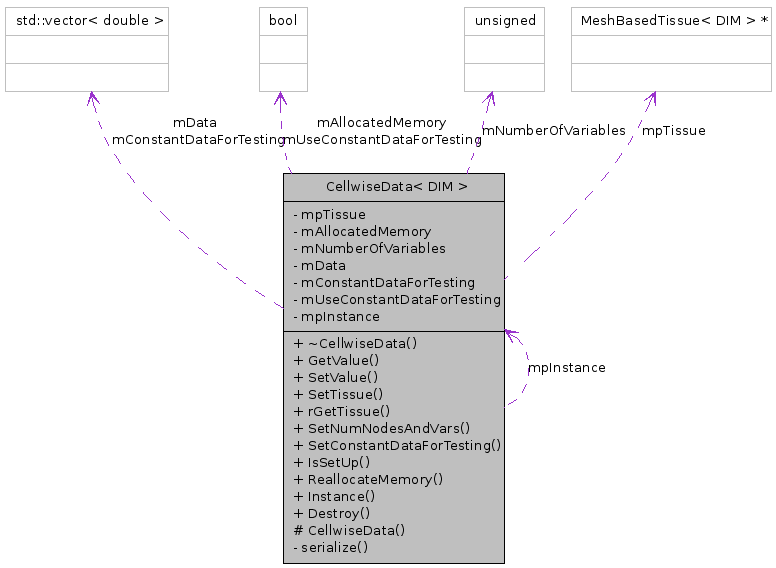 std::vector< double >
bool
unsigned
MeshBasedTissue< DIM > *
mData
mConstantDataForTesting
mAllocatedMemory
mUseConstantDataForTesting
mNumberOfVariables
mpTissue
CellwiseData< DIM >
- mpTissue
- mAllocatedMemory
- mNumberOfVariables
- mData
- mConstantDataForTesting
- mUseConstantDataForTesting
- mpInstance
+ ~CellwiseData()
+ GetValue()
+ SetValue()
+ SetTissue()
+ rGetTissue()
+ SetNumNodesAndVars()
+ SetConstantDataForTesting()
+ IsSetUp()
+ ReallocateMemory()
+ Instance()
+ Destroy()
# CellwiseData()
- serialize()
mpInstance